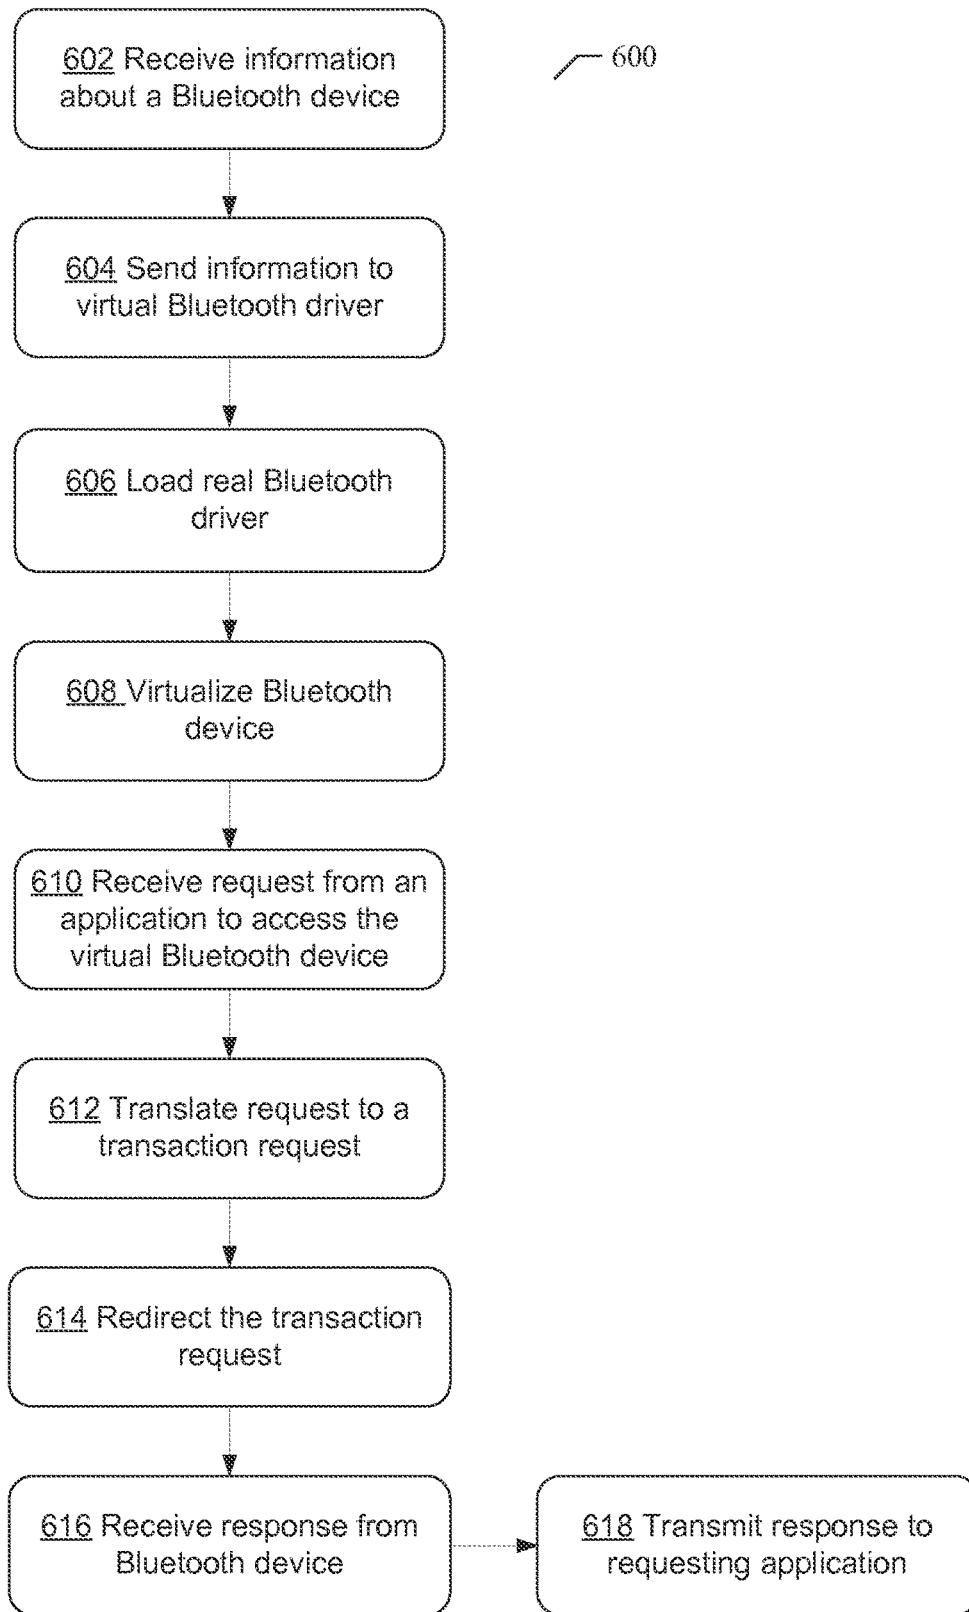 602 Receive information
about a Bluetooth device
600
604 Send information to
virtual Bluetooth driver
606 Load real Bluetooth
driver
608 Virtualize Bluetooth
device
610 Receive request from an
application to access the
virtual Bluetooth device
612 Translate request to a
transaction request
614 Redirect the transaction
request
616 Receive response from
Bluetooth device
618 Transmit response to
requesting application